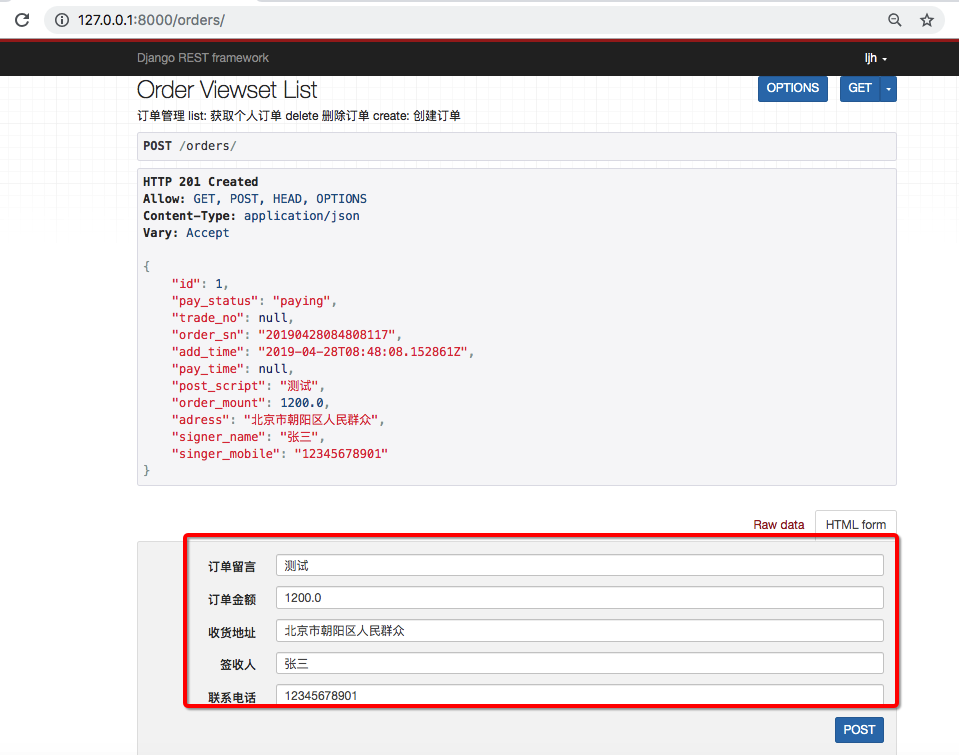 127.0.0.1:8000/orders/
Django REST framework
ljh
Order Viewset List
OPTIONS
GET
订单管理 list: 获取个人订单 delete 删除订单 create: 创建订单
POST /orders/
HTTP 201 Created
Allow: GET, POST, HEAD, OPTIONS
Content-Type: application/json
Vary: Accept
{
"id": 1,
"pay_status": "paying",
"trade_no": null,
"order_sn": "20190428084808117",
"add_time": "2019-04-28T08:48:08.152861Z",
"pay_time": null,
"post_script": "测试",
"order_mount": 1200.0,
"adress": "北京市朝阳区人民群众",
"signer_name": "张三",
"singer_mobile": "12345678901"
}
Raw data
HTML form
订单留言 测试
订单金额 1200.0
收货地址 北京市朝阳区人民群众
签收人 张三
联系电话 12345678901
POST